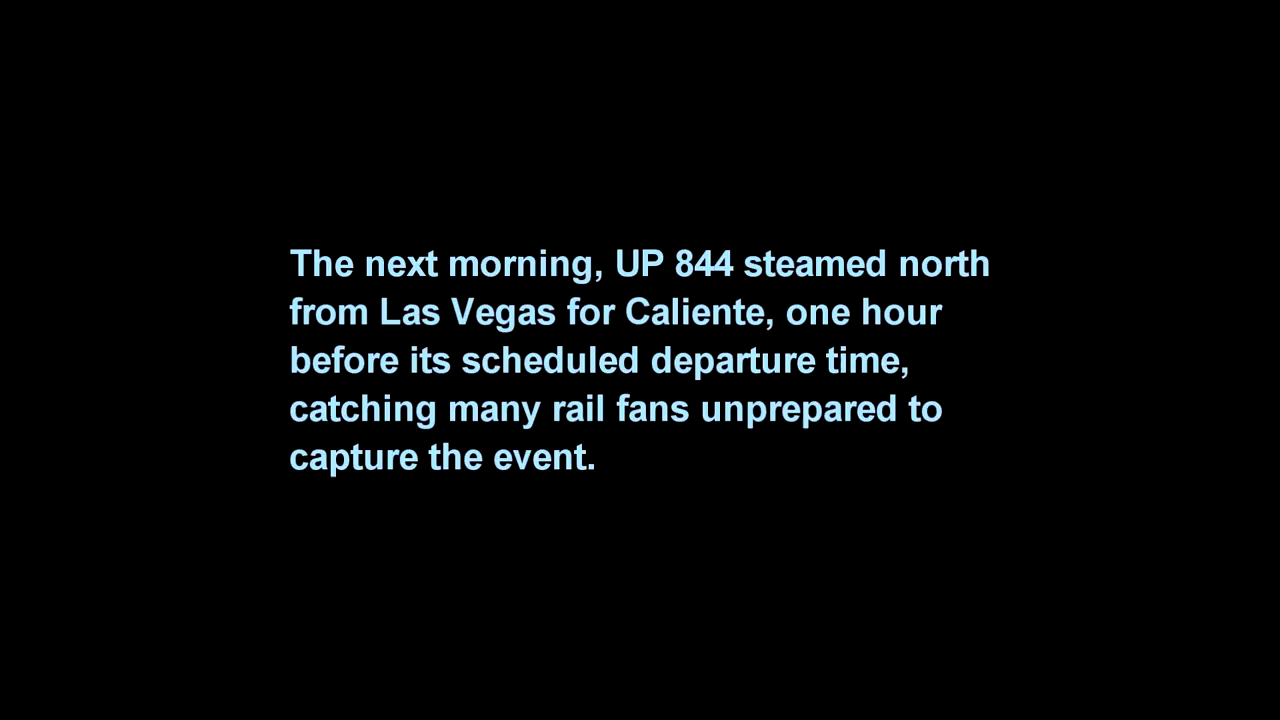 The next morning, UP 844 steamed north
from Las Vegas for Caliente, one hour
before its scheduled departure time,
catching many rail fans unprepared to
capture the event.